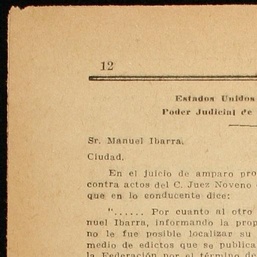 12
Estados Unidos
Poder Judicial de
Sr. Manuel Ibarra,
Ciudad.
En el juicio de amparo pro
contra actos del C. Juez Noveno
que en lo conducente dice:
"...... Por cuanto al otro
nuel Ibarra, informando la prop
no le fue posible localizar su
medio de edictos que se publica
la Federación por el término de